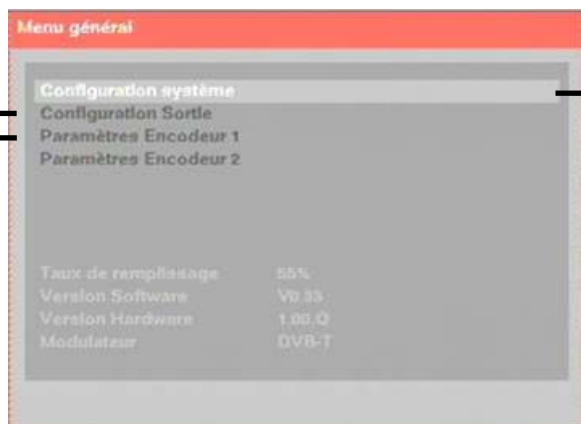 Menu général
Configuration système
Configuration Sortie
Paramètres Encodeur 1
Paramètres Encodeur 2
Taux de remplissage 55%
Version Software V0.33
Version Hardware 1.00.Q
Modulateur DVB-T